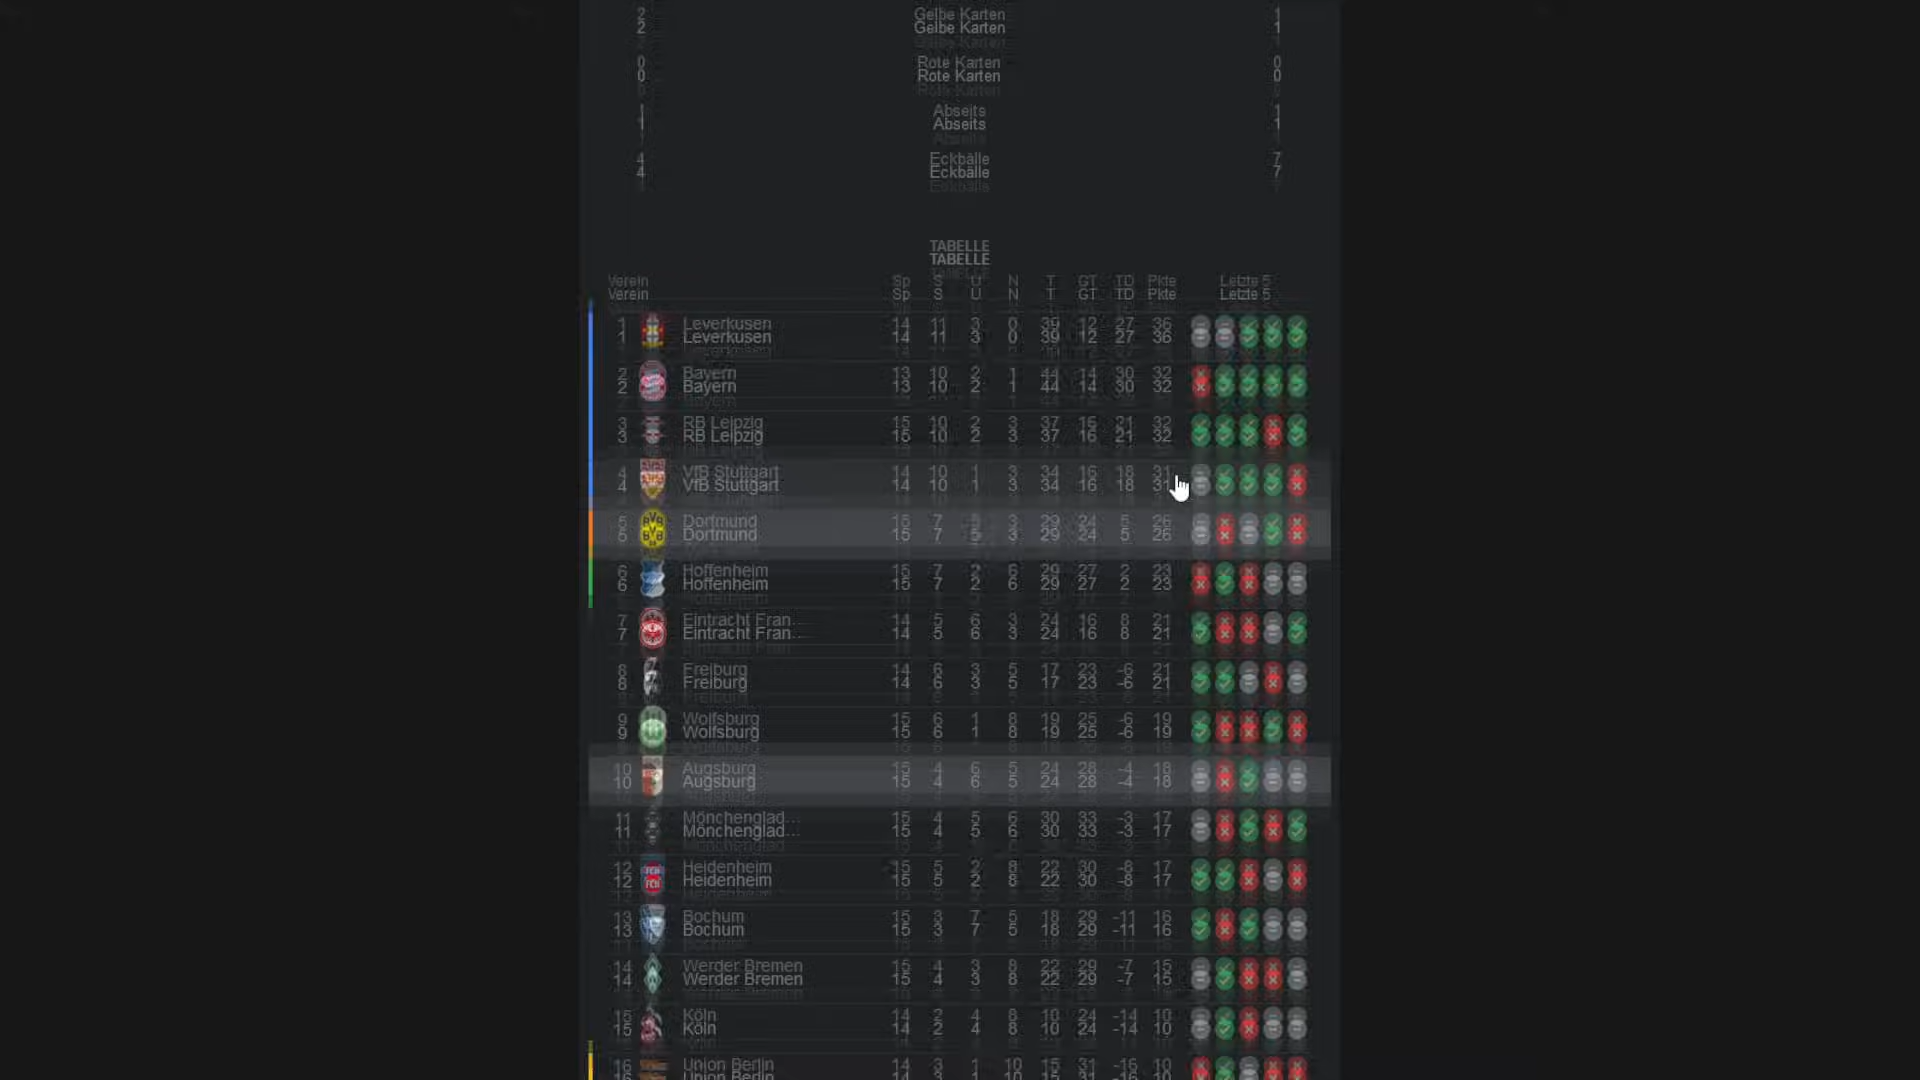 2 Gelbe Karten 1
0 Rote Karten 0
1 Abseits 1
4 Eckbälle 7
TABELLE
Verein Sp S U N T GT TD Pkte Letzte 5
1 Leverkusen 14 11 3 0 39 12 27 36
2 Bayern 13 10 2 1 44 14 30 32
3 RB Leipzig 15 10 2 3 37 16 21 32
4 VfB Stuttgart 14 10 1 3 34 16 18 31
5 Dortmund 15 7 5 3 29 24 5 26
6 Hoffenheim 15 7 2 6 29 27 2 23
7 Eintracht Fran... 14 5 6 3 24 16 8 21
8 Freiburg 14 6 3 5 17 23 -6 21
9 Wolfsburg 15 6 1 8 19 25 -6 19
10 Augsburg 15 4 6 5 24 28 -4 18
11 Mönchenglad... 15 4 5 6 30 33 -3 17
12 Heidenheim 15 5 2 8 22 30 -8 17
13 Bochum 15 3 7 5 18 29 -11 16
14 Werder Bremen 15 4 3 8 22 29 -7 15
15 Köln 14 2 4 8 10 24 -14 10
16 Union Berlin 14 3 1 10 15 31 -16 10